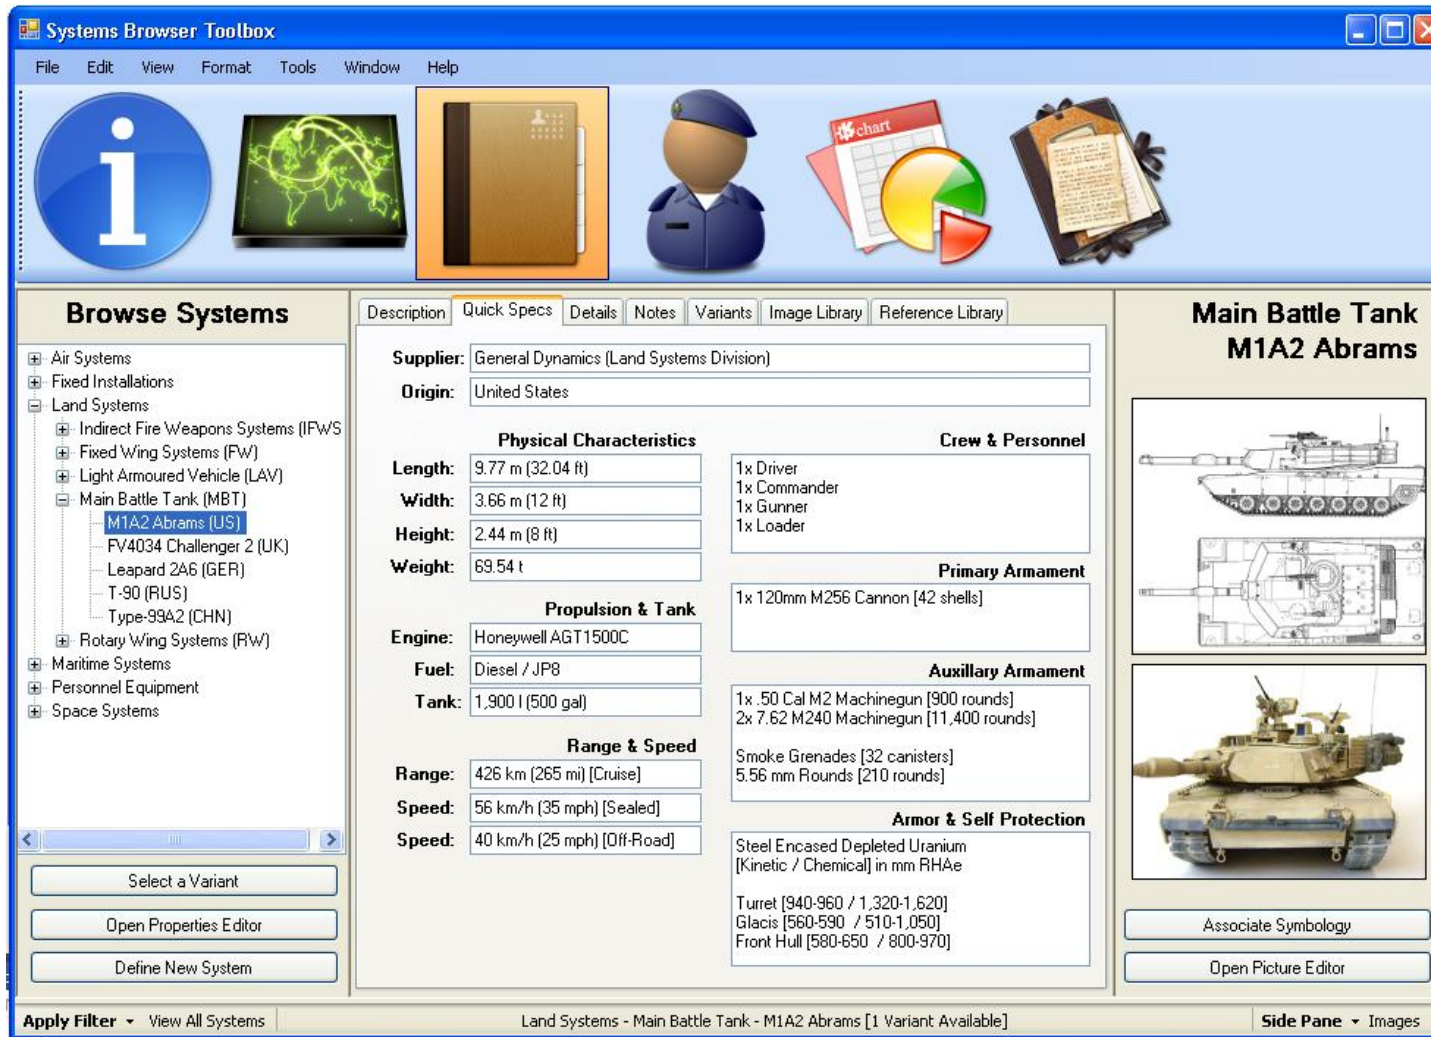 Systems Browser Toolbox
File Edit View Format Tools Window Help
chart
Browse Systems
Air Systems
Fixed Installations
Land Systems
Indirect Fire Weapons Systems (IFWS
Fixed Wing Systems (FW)
Light Armoured Vehicle (LAV)
Main Battle Tank (MBT)
M1A2 Abrams (US)
FV4034 Challenger 2 (UK)
Leapard 2A6 (GER)
T-90 (RUS)
Type-99A2 (CHN)
Rotary Wing Systems (RW)
Maritime Systems
Personnel Equipment
Space Systems
Select a Variant
Open Properties Editor
Define New System
Description Quick Specs Details Notes Variants Image Library Reference Library
Supplier: General Dynamics (Land Systems Division)
Origin: United States
Physical Characteristics
Length: 9.77 m (32.04 ft)
Width: 3.66 m (12 ft)
Height: 2.44 m (8 ft)
Weight: 69.54 t
Propulsion & Tank
Engine: Honeywell AGT1500C
Fuel: Diesel / JP8
Tank: 1,900 l (500 gal)
Range & Speed
Range: 426 km (265 mi) [Cruise]
Speed: 56 km/h (35 mph) [Sealed]
Speed: 40 km/h (25 mph) [Off-Road]
Crew & Personnel
1x Driver
1x Commander
1x Gunner
1x Loader
Primary Armament
1x 120mm M256 Cannon [42 shells]
Auxillary Armament
1x .50 Cal M2 Machinegun [900 rounds]
2x 7.62 M240 Machinegun [11,400 rounds]
Smoke Grenades [32 canisters]
5.56 mm Rounds [210 rounds]
Armor & Self Protection
Steel Encased Depleted Uranium
[Kinetic / Chemical] in mm RHAe
Turret [940-960 / 1,320-1,620]
Glacis [560-590 / 510-1,050]
Front Hull [580-650 / 800-970]
Main Battle Tank
M1A2 Abrams
Associate Symbology
Open Picture Editor
Apply Filter View All Systems
Land Systems - Main Battle Tank - M1A2 Abrams [1 Variant Available]
Side Pane Images